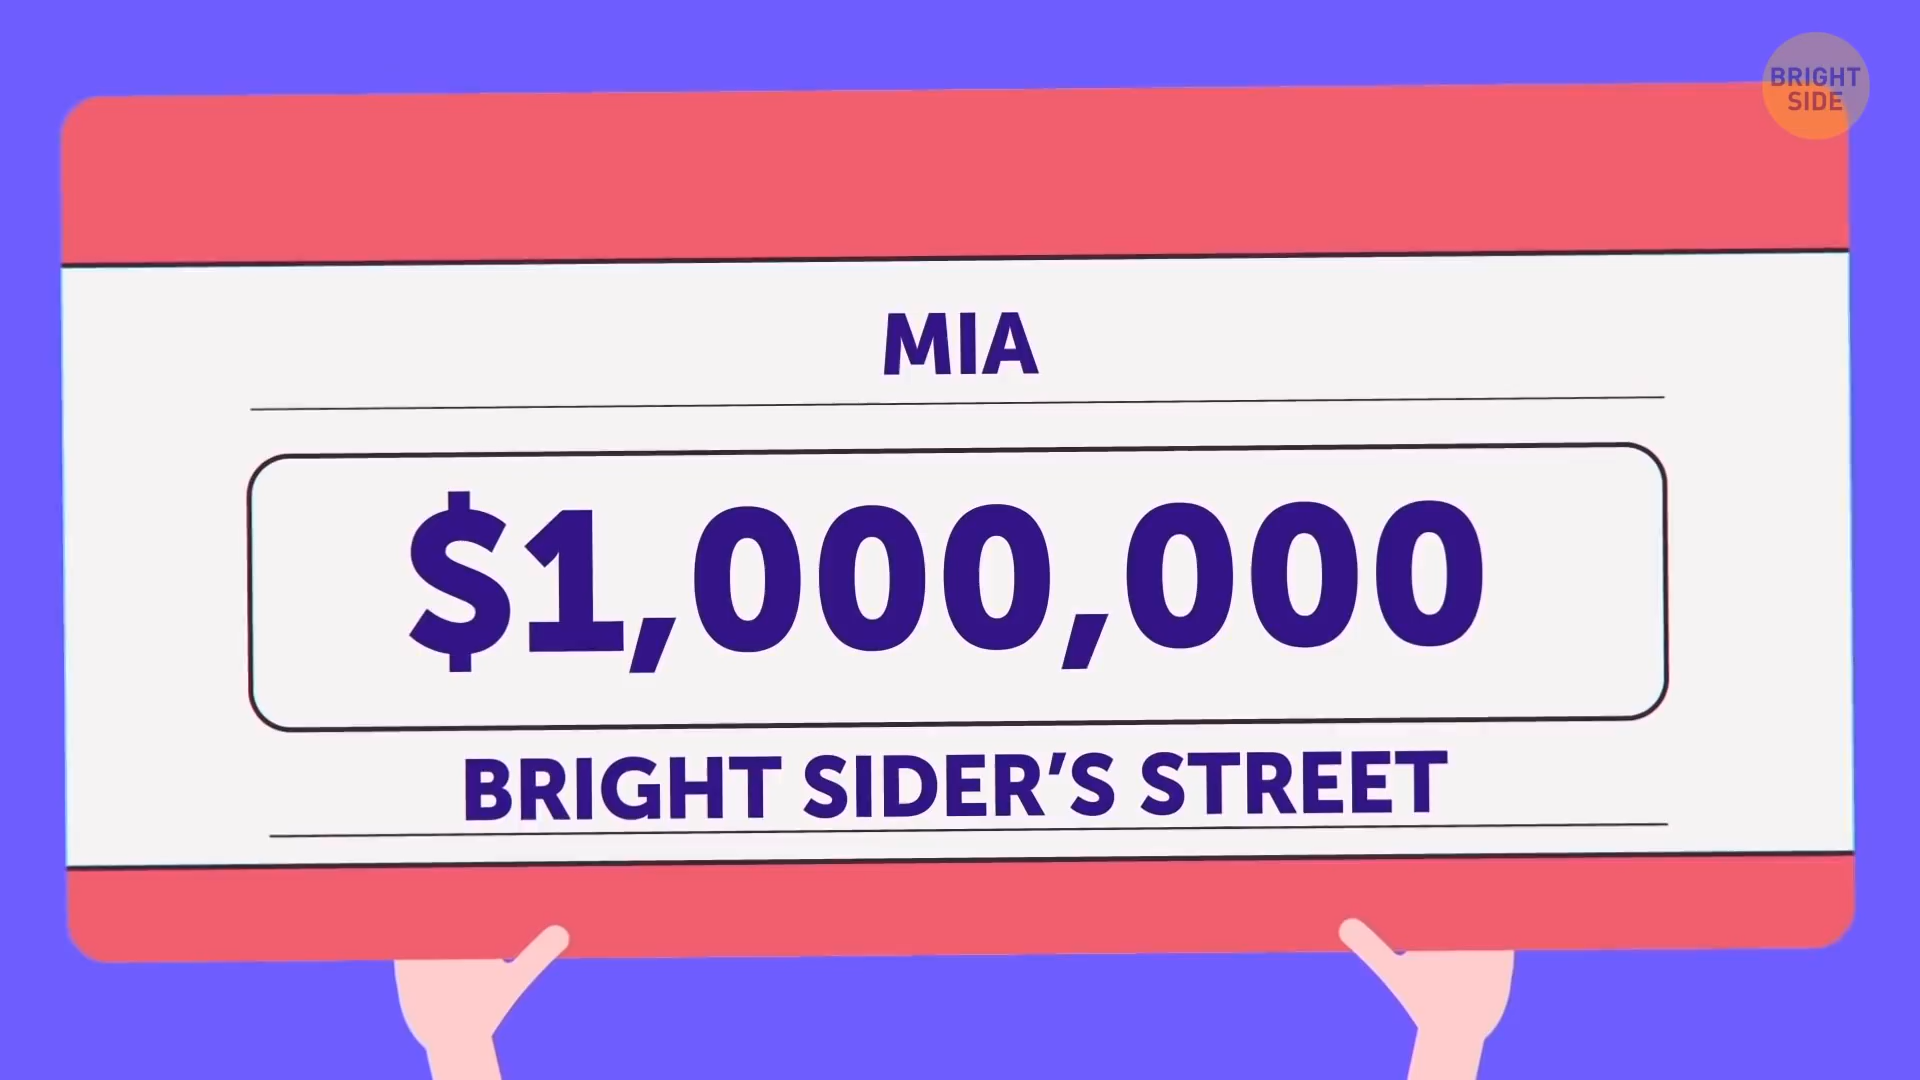 BRIGHT
SIDE
MIA
$1,000,000
BRIGHT SIDER’S STREET